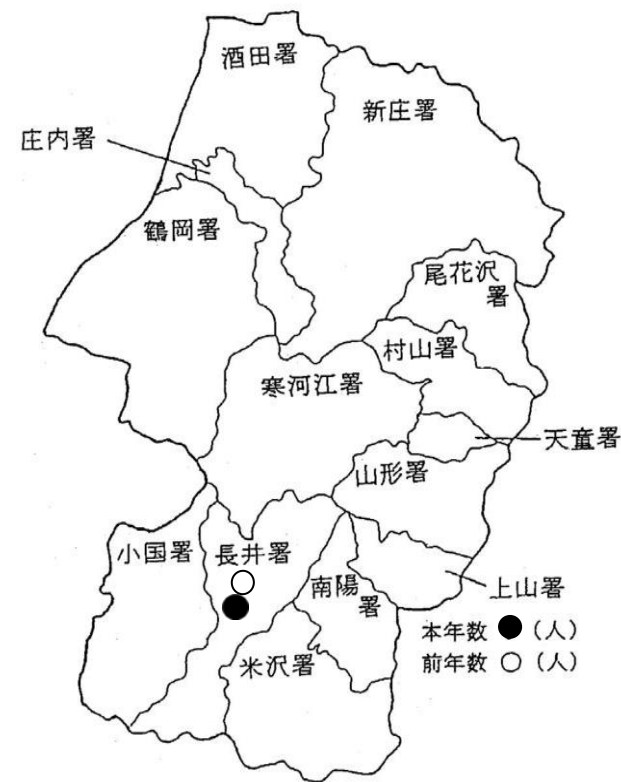 酒田署
新庄署
庄内署
鶴岡署
尾花沢
署
村山署
寒河江署
天童署
山形署
小国署
長井署
南陽
署
上山署
本年数 ● (人)
米沢署
前年数 ○ (人)